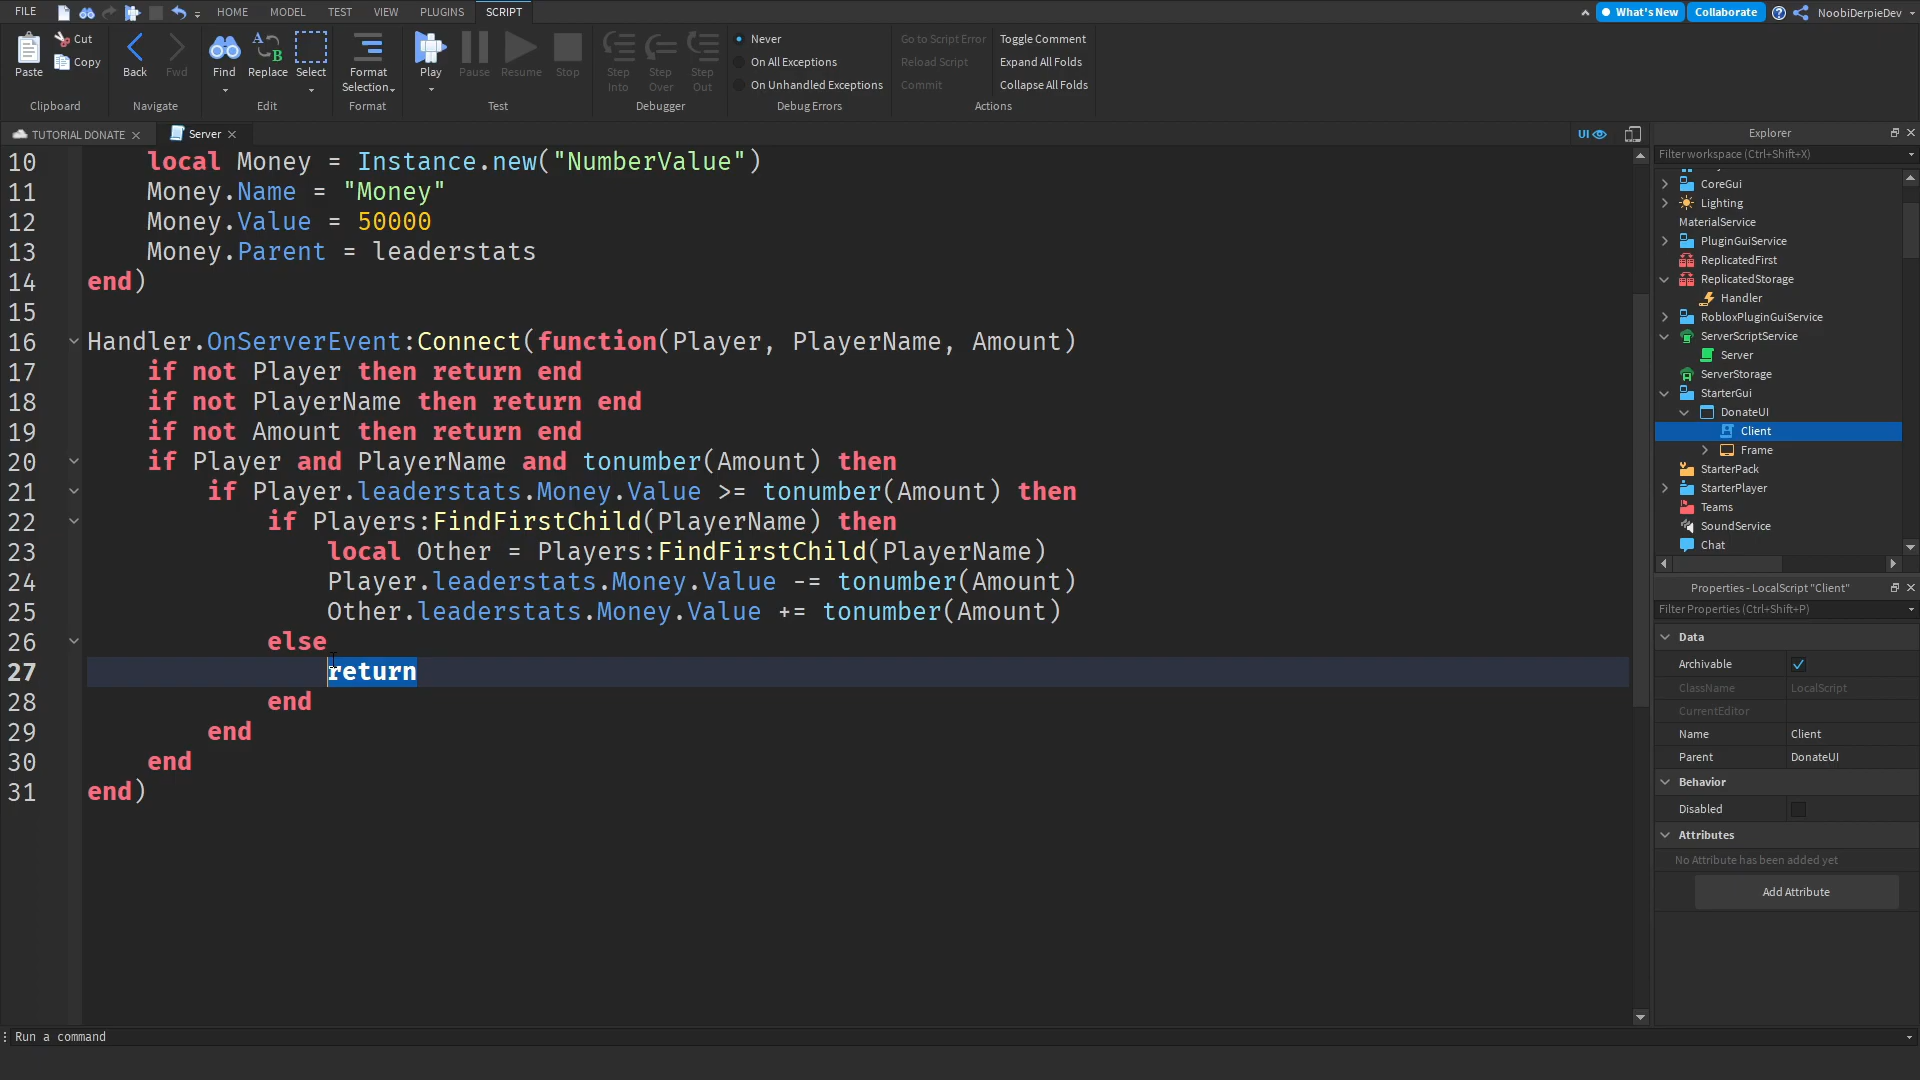 FILE HOME MODEL TEST VIEW PLUGINS SCRIPT What's New Collaborate NoobiDerpieDev
Paste Cut Copy Back Fwd Find Replace Select Format Selection Play Pause Resume Stop Step Into Step Over Step Out
Never
On All Exceptions
On Unhandled Exceptions
Go to Script Error
Reload Script
Commit
Toggle Comment
Expand All Folds
Collapse All Folds
Clipboard Navigate Edit Format Test Debugger Debug Errors Actions
TUTORIAL DONATE Server UI
10 local Money = Instance.new("NumberValue")
11 Money.Name = "Money"
12 Money.Value = 50000
13 Money.Parent = leaderstats
14 end)
15
16 Handler.OnServerEvent:Connect(function(Player, PlayerName, Amount)
17 if not Player then return end
18 if not PlayerName then return end
19 if not Amount then return end
20 if Player and PlayerName and tonumber(Amount) then
21 if Player.leaderstats.Money.Value >= tonumber(Amount) then
22 if Players:FindFirstChild(PlayerName) then
23 local Other = Players:FindFirstChild(PlayerName)
24 Player.leaderstats.Money.Value -= tonumber(Amount)
25 Other.leaderstats.Money.Value += tonumber(Amount)
26 else
27 return
28 end
29 end
30 end
31 end)
Explorer
Filter workspace (Ctrl+Shift+X)
CoreGui
Lighting
MaterialService
PluginGuiService
ReplicatedFirst
ReplicatedStorage
Handler
RobloxPluginGuiService
ServerScriptService
Server
ServerStorage
StarterGui
DonateUI
Client
Frame
StarterPack
StarterPlayer
Teams
SoundService
Chat
Properties - LocalScript "Client"
Filter Properties (Ctrl+Shift+P)
Data
Archivable
ClassName LocalScript
CurrentEditor
Name Client
Parent DonateUI
Behavior
Disabled
Attributes
No Attribute has been added yet
Add Attribute
Run a command